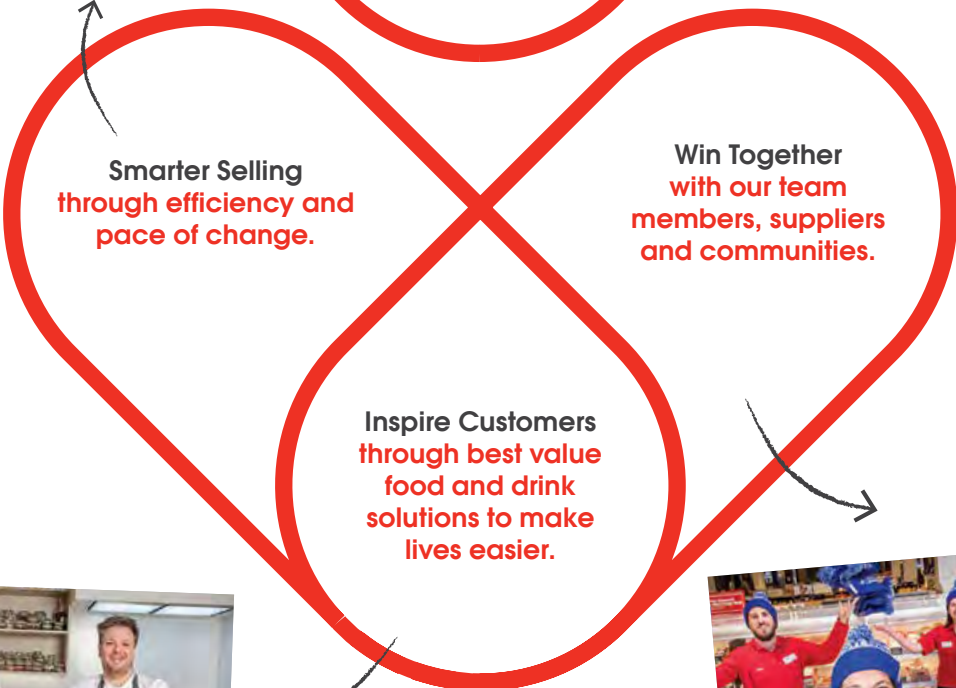 Smarter Selling
through efficiency and
pace of change.
Win Together
with our team
members, suppliers
and communities.
Inspire Customers
through best value
food and drink
solutions to make
lives easier.